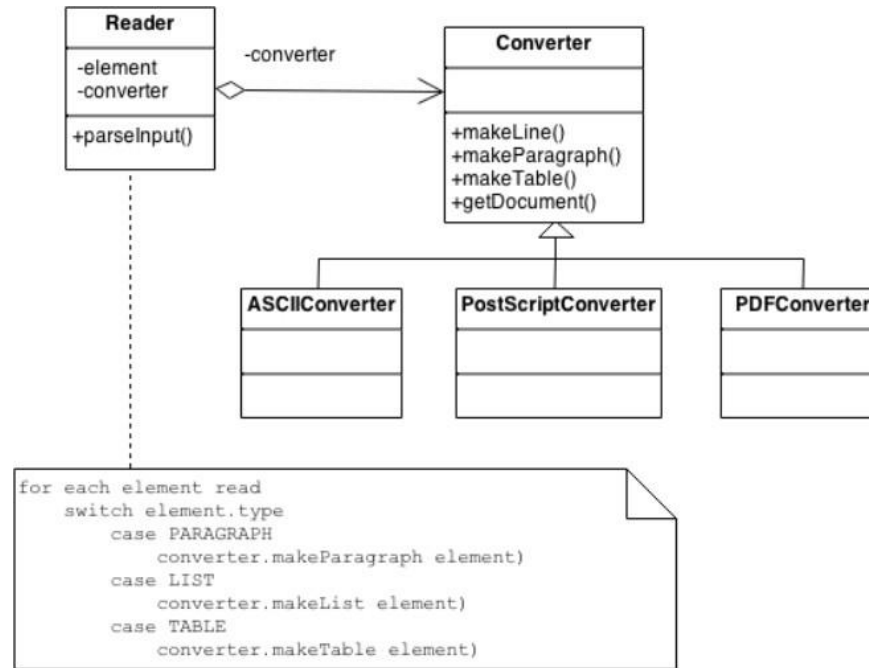 Reader
-element
-converter
+parseInput()
-converter
Converter
+makeLine()
+makeParagraph()
+makeTable()
+getDocument()
ASCIIConverter
PostScriptConverter
PDFConverter
for each element read
switch element.type
case PARAGRAPH
converter.makeParagraph element)
case LIST
converter.makeList element)
case TABLE
converter.makeTable element)